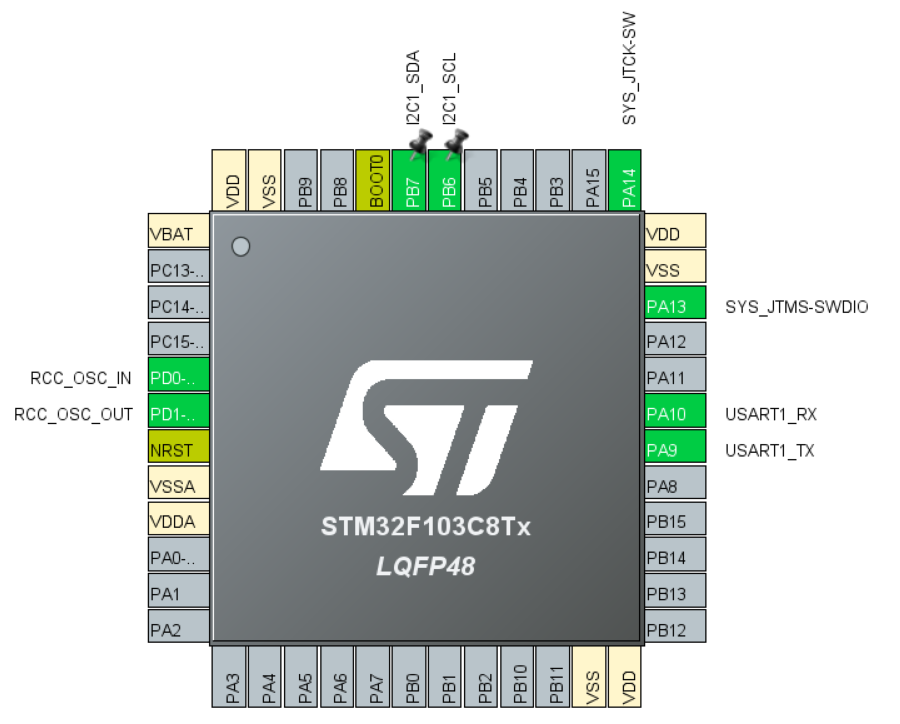 I2C1_SDA
I2C1_SCL
SYS_JTCK-SW
VDD
VSS
PB9
PB8
BOOT0
PB7
PB6
PB5
PB4
PB3
PA15
PA14
VBAT
PC13-..
PC14-..
PC15-..
RCC_OSC_IN PD0-..
RCC_OSC_OUT PD1-..
NRST
VSSA
VDDA
PA0-..
PA1
PA2
VDD
VSS
PA13 SYS_JTMS-SWDIO
PA12
PA11
PA10 USART1_RX
PA9 USART1_TX
PA8
PB15
PB14
PB13
PB12
ST
STM32F103C8Tx
LQFP48
PA3
PA4
PA5
PA6
PA7
PB0
PB1
PB2
PB10
PB11
VSS
VDD